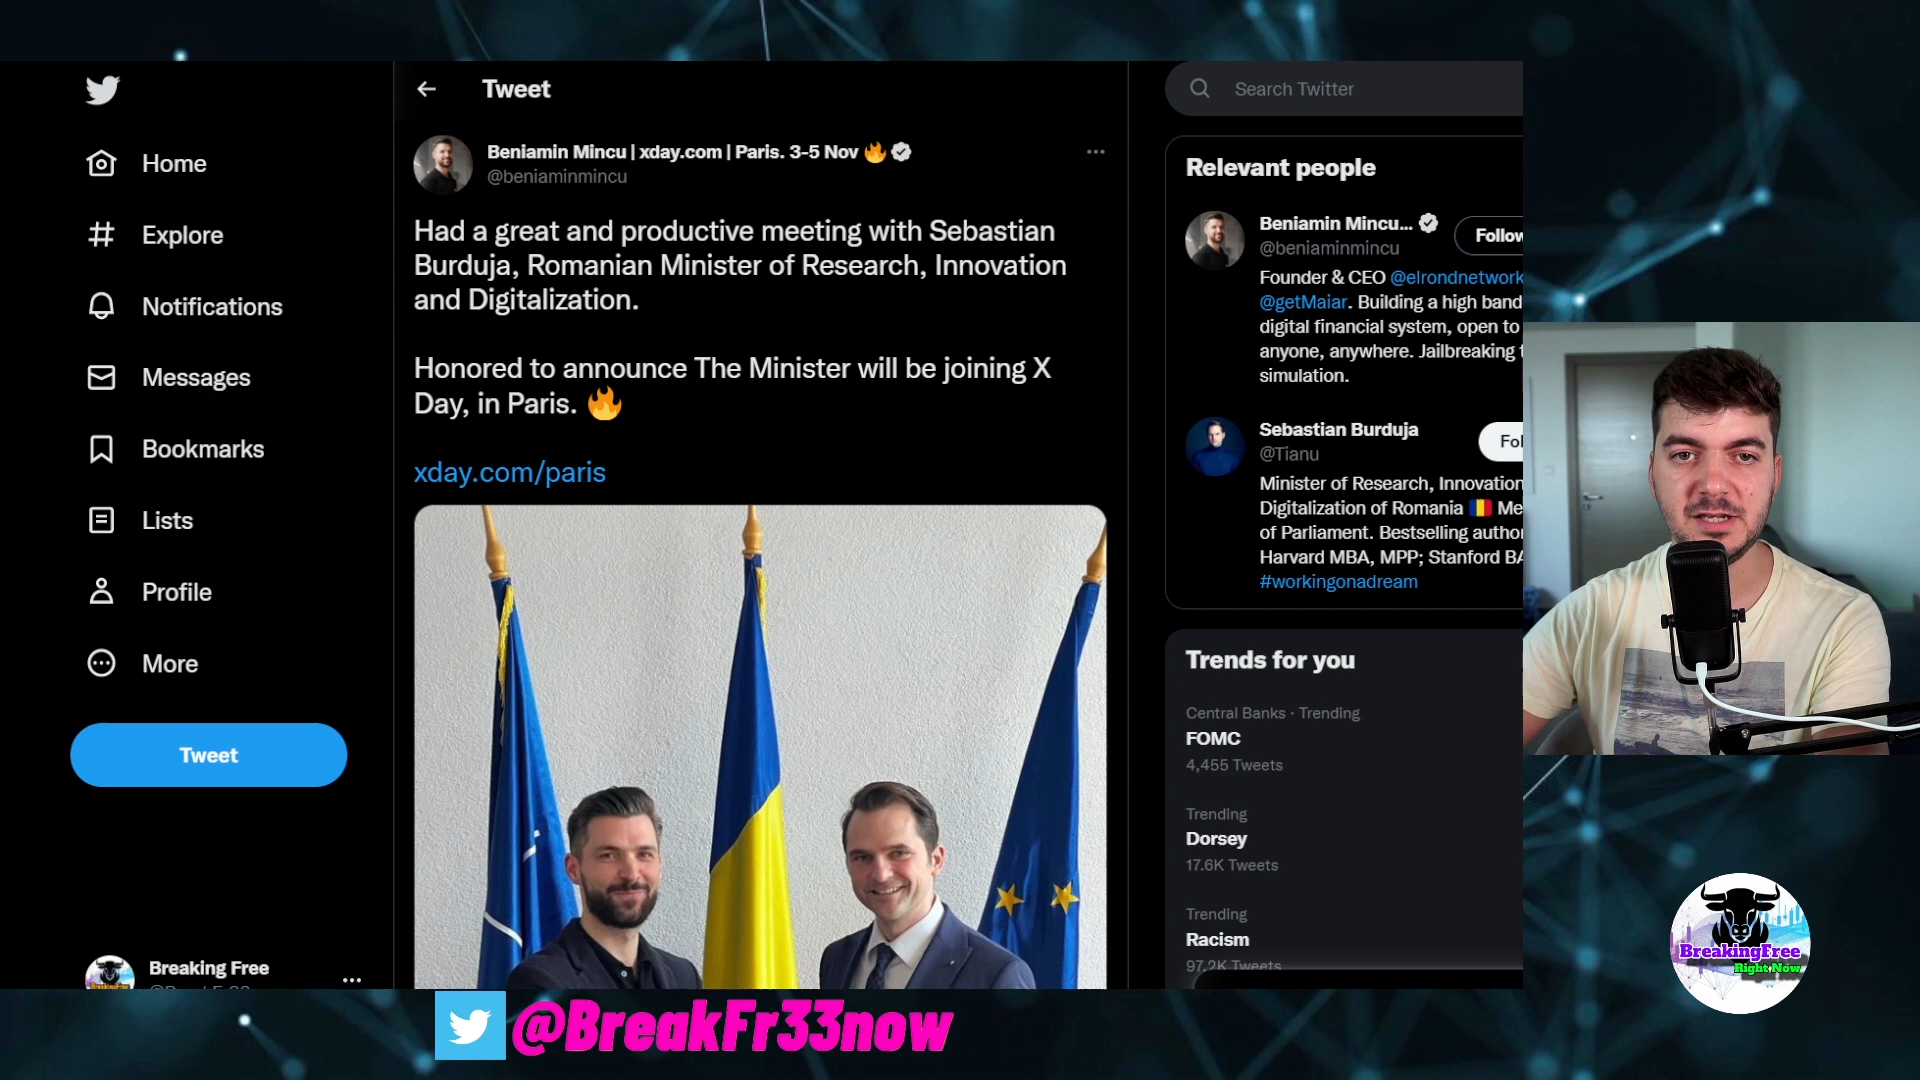 Home
Explore
Notifications
Messages
Bookmarks
Lists
Profile
More
Tweet
Breaking Free
Tweet
Beniamin Mincu | xday.com | Paris. 3-5 Nov 🔥
@beniaminmincu
Had a great and productive meeting with Sebastian
Burduja, Romanian Minister of Research, Innovation
and Digitalization.
Honored to announce The Minister will be joining X
Day, in Paris. 🔥
xday.com/paris
Search Twitter
Relevant people
Beniamin Mincu...
@beniaminmincu
Follow
Founder & CEO @elrondnetwork
@getMaiar. Building a high band
digital financial system, open to
anyone, anywhere. Jailbreaking t
simulation.
Sebastian Burduja
@Tianu
Fol
Minister of Research, Innovation
Digitalization of Romania 🇷🇴 Me
of Parliament. Bestselling author
Harvard MBA, MPP; Stanford BA
#workingonadream
Trends for you
Central Banks · Trending
FOMC
4,455 Tweets
Trending
Dorsey
17.6K Tweets
Trending
Racism
97.2K Tweets
BreakingFree
Right Now
@BreakFr33now